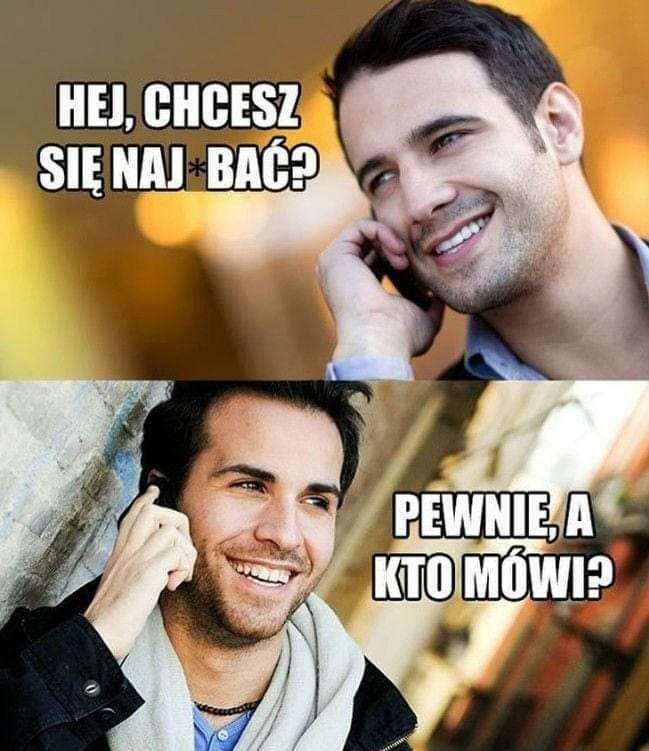 HEJ, CHCESZ
SIĘ NAJ*BAĆ?
PEWNIE, A
KTO MÓWI?